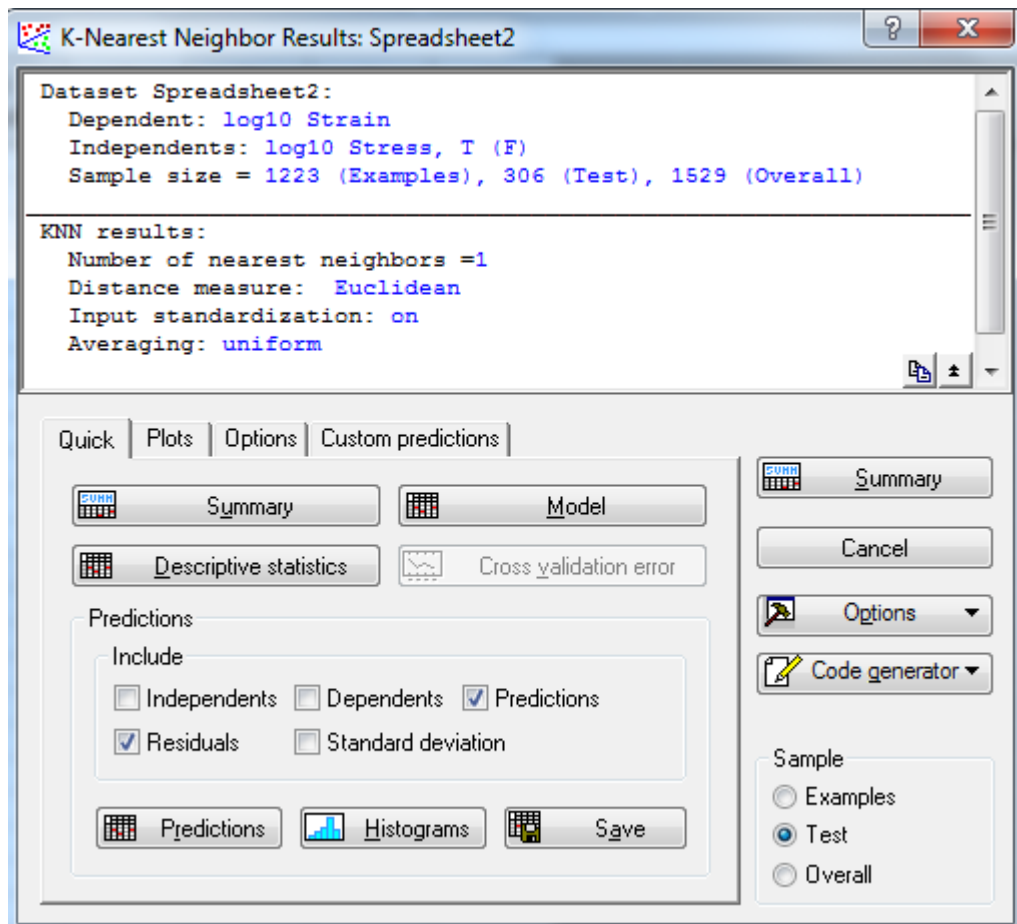 K-Nearest Neighbor Results: Spreadsheet2
Dataset Spreadsheet2:
Dependent: log10 Strain
Independents: log10 Stress, T (F)
Sample size = 1223 (Examples), 306 (Test), 1529 (Overall)
KNN results:
Number of nearest neighbors =1
Distance measure: Euclidean
Input standardization: on
Averaging: uniform
Quick Plots Options Custom predictions
Summary Model
Descriptive statistics Cross validation error
Predictions
Include
Independents Dependents Predictions
Residuals Standard deviation
Predictions Histograms Save
Summary
Cancel
Options
Code generator
Sample
Examples
Test
Overall